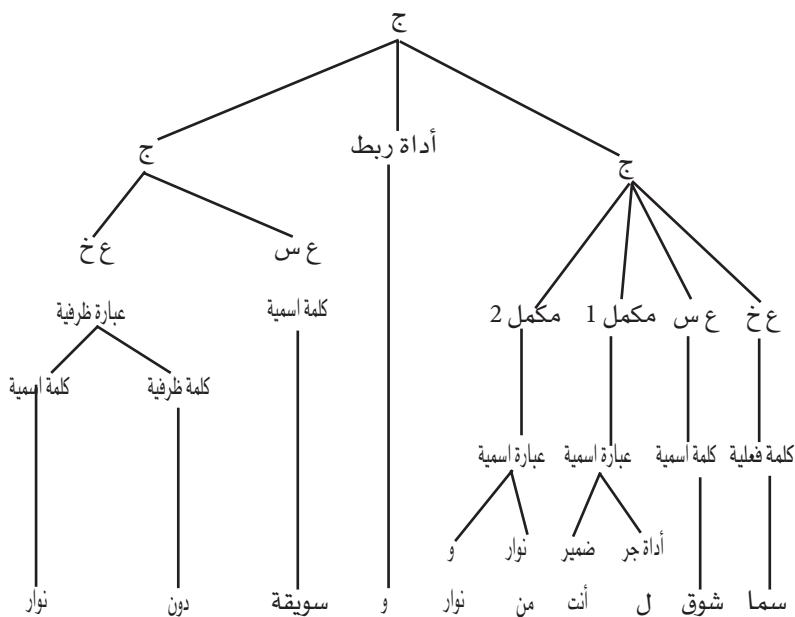 ج
ج أداة ربط ج
ع خ ع س مكمل 1 مكمل 2 ع س ع خ
كلمة اسمية عبارة ظرفية
كلمة ظرفية كلمة اسمية
كلمة فعلية كلمة اسمية عبارة اسمية عبارة اسمية
أداة جر ضمير نوار و
سما شوق ل أنت من نوار و سويقة دون نوار